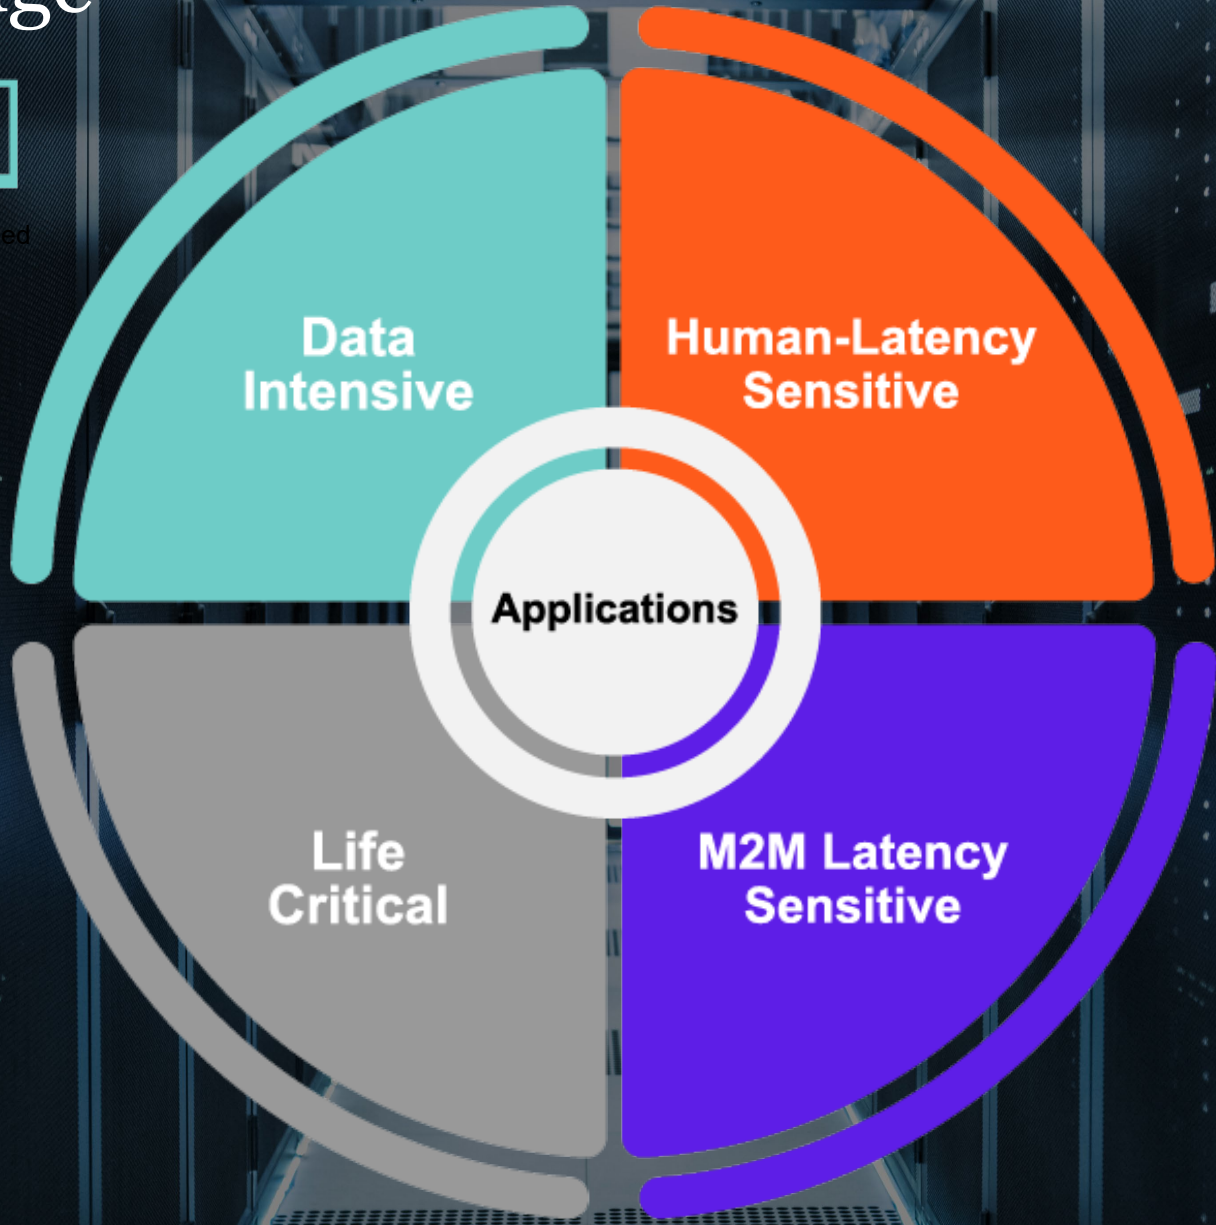 Data
Intensive
Human-Latency
Sensitive
Applications
Life
Critical
M2M Latency
Sensitive